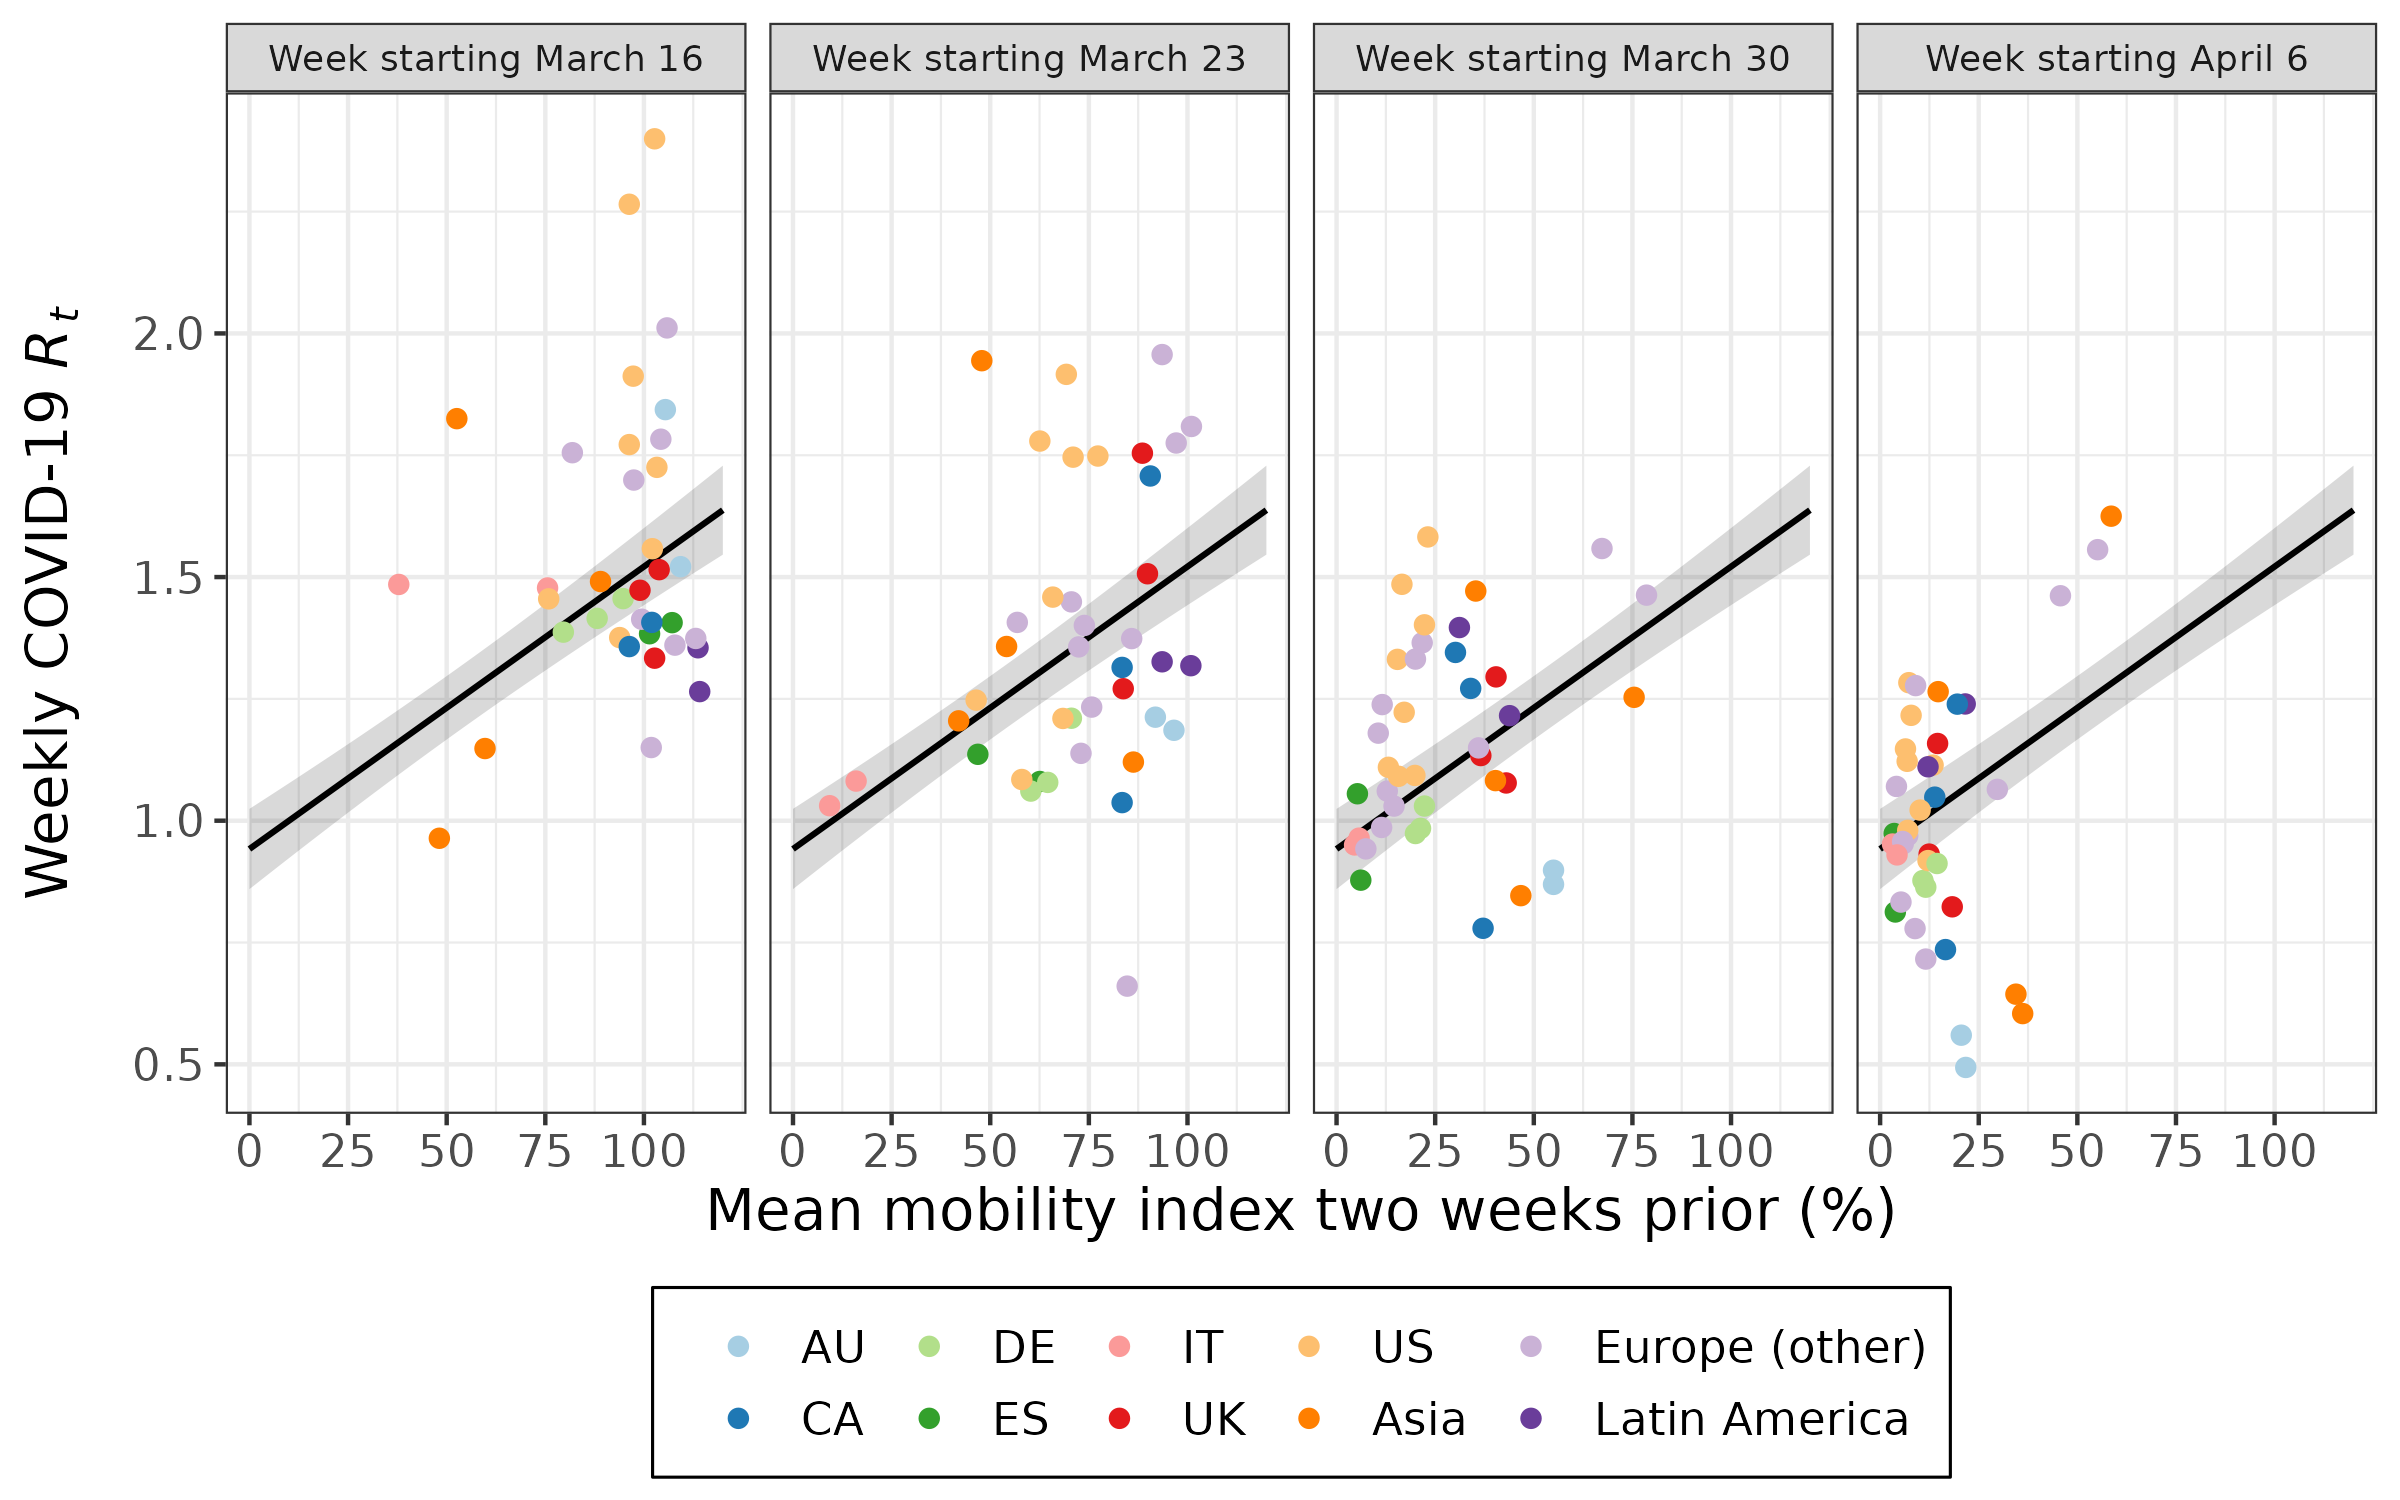 Week starting March 16
Week starting March 23
Week starting March 30
Week starting April 6
Weekly COVID-19 Rt
2.0
1.5
1.0
0.5
0 25 50 75 100
0 25 50 75 100
0 25 50 75 100
0 25 50 75 100
Mean mobility index two weeks prior (%)
AU DE IT US Europe (other)
CA ES UK Asia Latin America